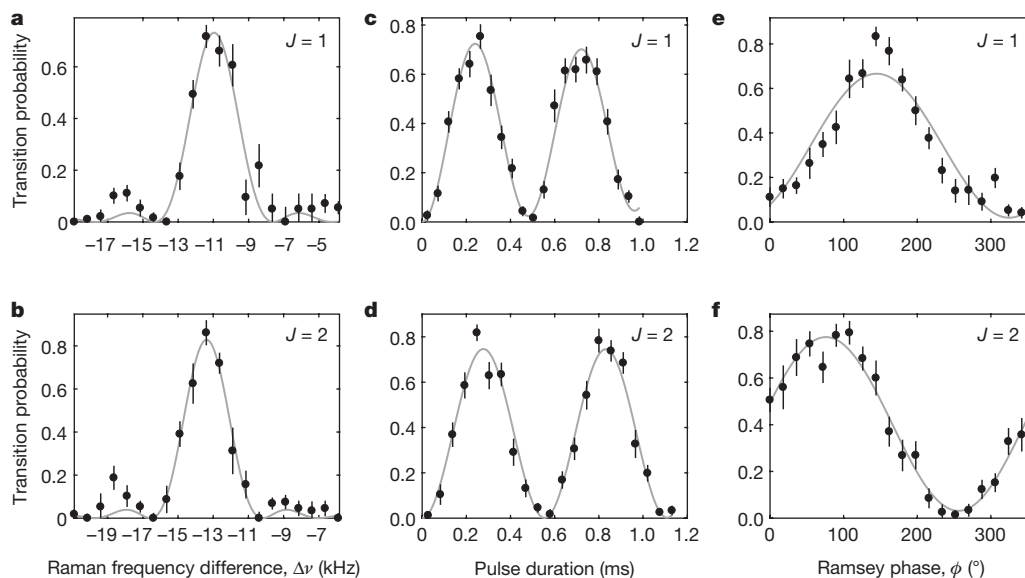 a
J = 1
Transition probability
0.6
0.4
0.2
0
−17 −15 −13 −11 −9 −7 −5
c
J = 1
0.8
0.6
0.4
0.2
0.0
0 0.2 0.4 0.6 0.8 1.0 1.2
e
J = 1
0.8
0.6
0.4
0.2
0.0
0 100 200 300
b
J = 2
Transition probability
0.8
0.6
0.4
0.2
0
−19 −17 −15 −13 −11 −9 −7
Raman frequency difference, Δν (kHz)
d
J = 2
0.8
0.6
0.4
0.2
0.0
0 0.2 0.4 0.6 0.8 1.0 1.2
Pulse duration (ms)
f
J = 2
0.8
0.6
0.4
0.2
0.0
0 100 200 300
Ramsey phase, ϕ (°)